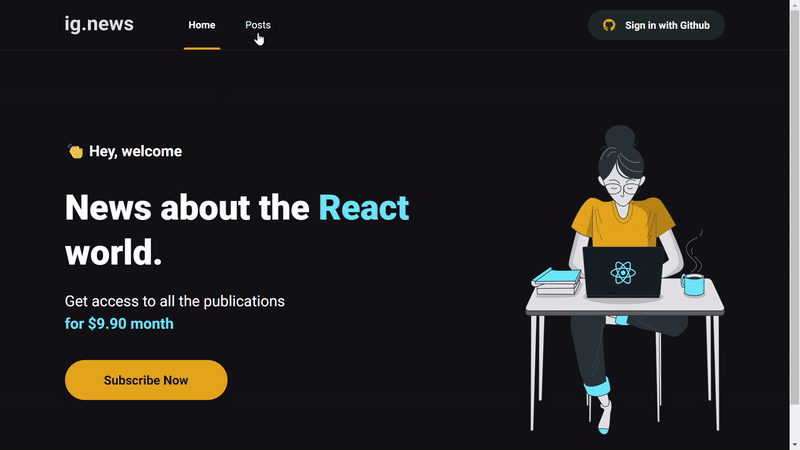 ig.news
Home
Posts
Sign in with Github
👋 Hey, welcome
News about the React
world.
Get access to all the publications
for $9.90 month
Subscribe Now